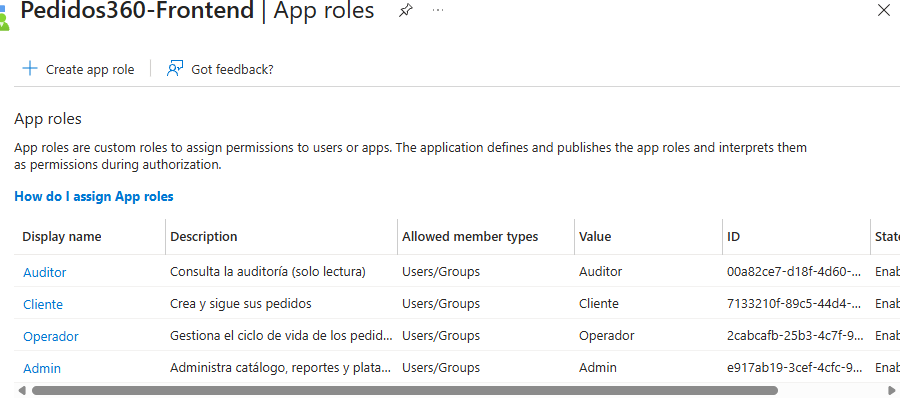 Pedidos360-Frontend | App roles
Create app role
Got feedback?
App roles
App roles are custom roles to assign permissions to users or apps. The application defines and publishes the app roles and interprets them
as permissions during authorization.
How do I assign App roles
Display name Description Allowed member types Value ID State
Auditor Consulta la auditoría (solo lectura) Users/Groups Auditor 00a82ce7-d18f-4d60-... Enab
Cliente Crea y sigue sus pedidos Users/Groups Cliente 7133210f-89c5-44d4-... Enab
Operador Gestiona el ciclo de vida de los pedid... Users/Groups Operador 2cabcafb-25b3-4c7f-9... Enab
Admin Administra catálogo, reportes y plata... Users/Groups Admin e917ab19-3cef-4cfc-9... Enab